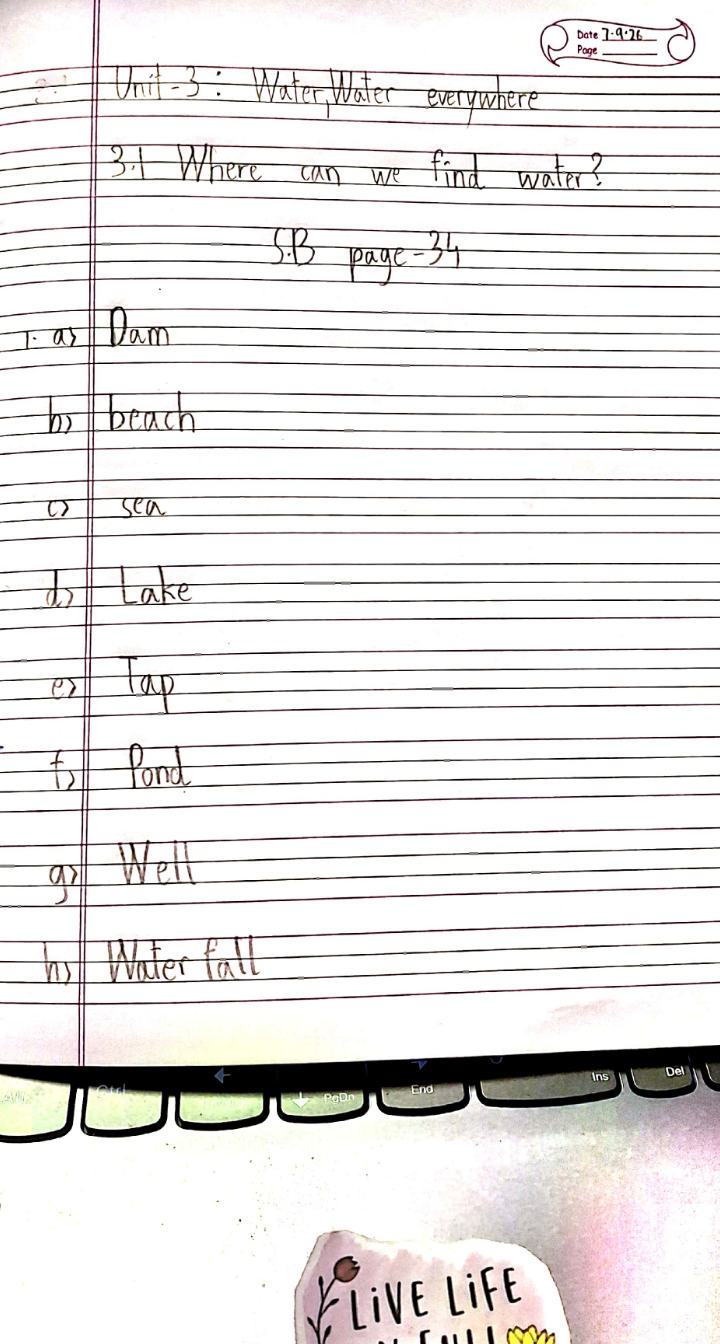 Date 7-9-26
Page
Unit-3: Water, Water everywhere
3.1 Where can we find water?
S.B page-34
1. a) Dam
b) beach
c) sea
d) Lake
e) Tap
f) Pond
g) Well
h) Water fall
Ctrl
PgDn
End
Ins
Del
LiVE LiFE